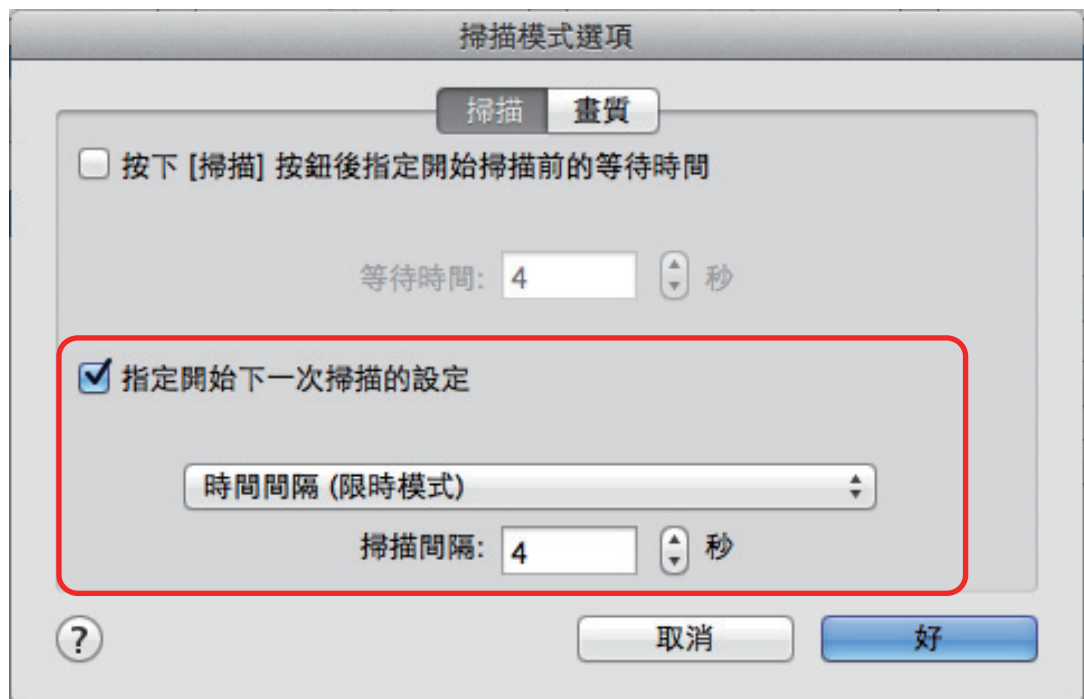 掃描模式選項
掃描 畫質
按下 [掃描] 按鈕後指定開始掃描前的等待時間
等待時間: 4 秒
指定開始下一次掃描的設定
時間間隔 (限時模式)
掃描間隔: 4 秒
? 取消 好